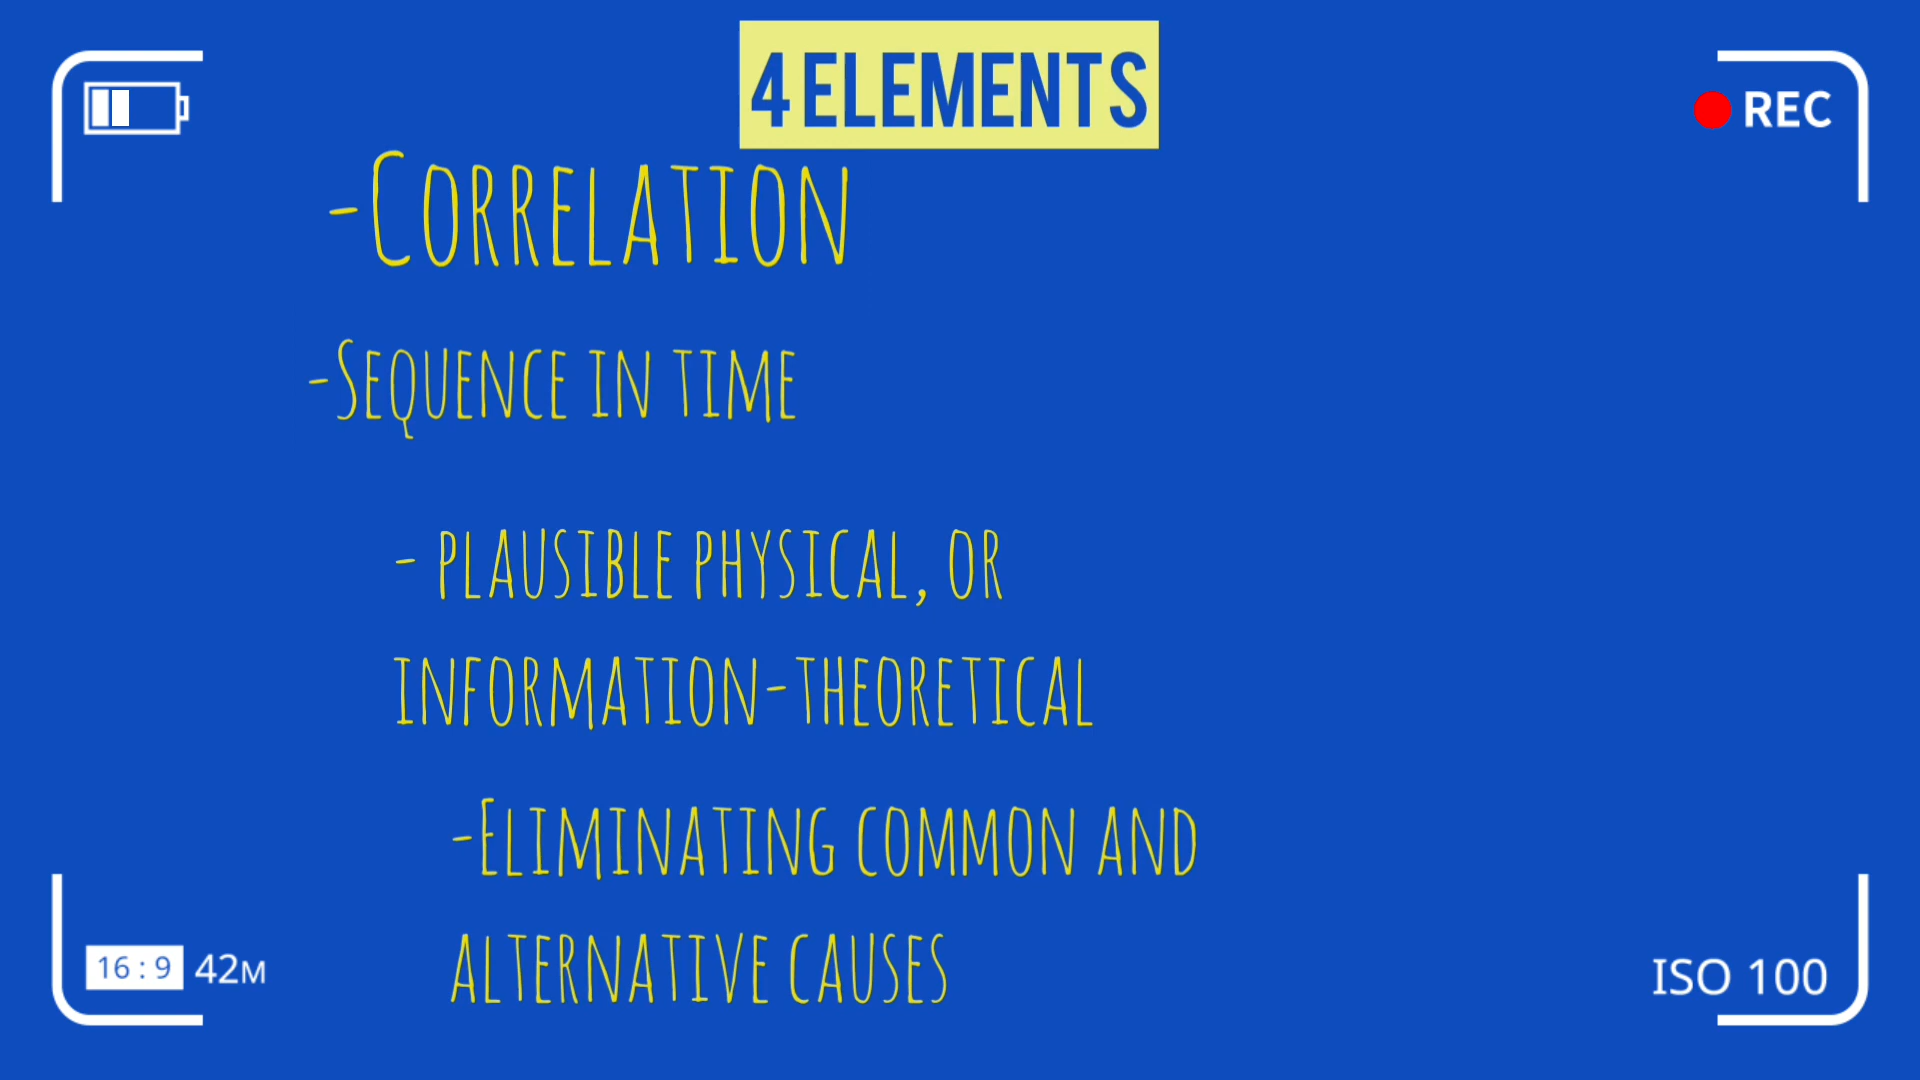 4 ELEMENTS
REC
-CORRELATION
-SEQUENCE IN TIME
- PLAUSIBLE PHYSICAL, OR
INFORMATION-THEORETICAL
-ELIMINATING COMMON AND
ALTERNATIVE CAUSES
16 : 9 42M
ISO 100